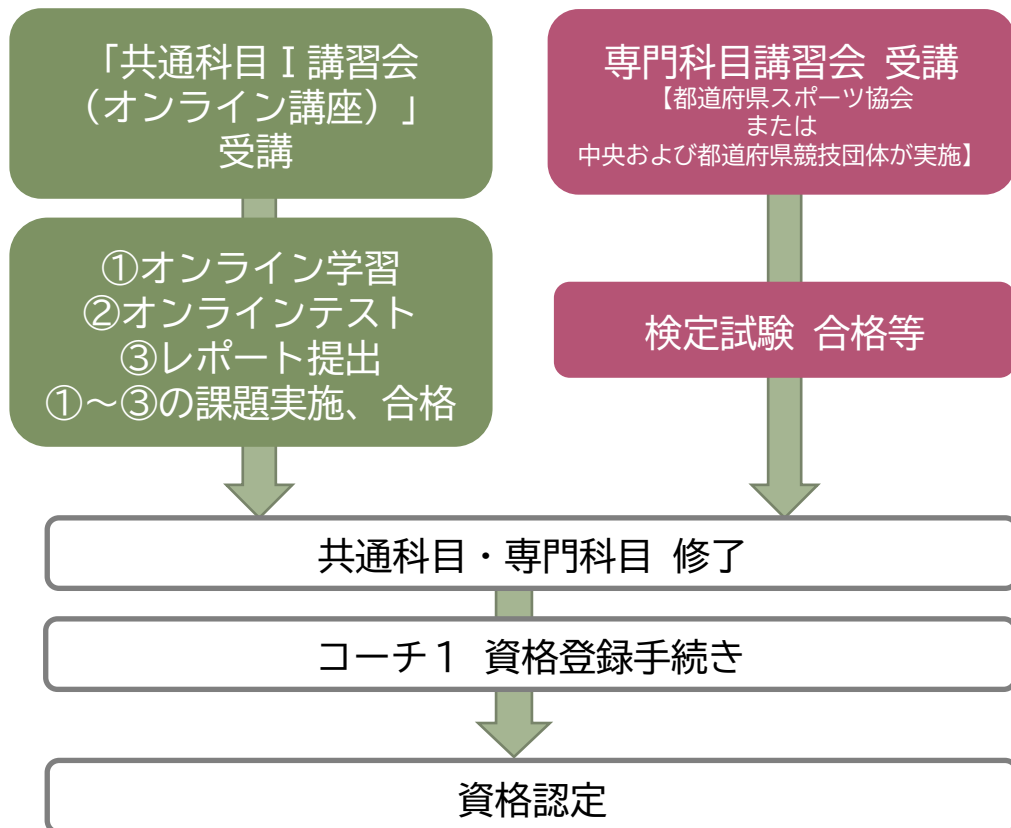 「共通科目Ⅰ講習会
（オンライン講座）」
受講
①オンライン学習
②オンラインテスト
③レポート提出
①～③の課題実施、合格
専門科目講習会 受講
【都道府県スポーツ協会
または
中央および都道府県競技団体が実施】
検定試験 合格等
共通科目・専門科目 修了
コーチ１ 資格登録手続き
資格認定